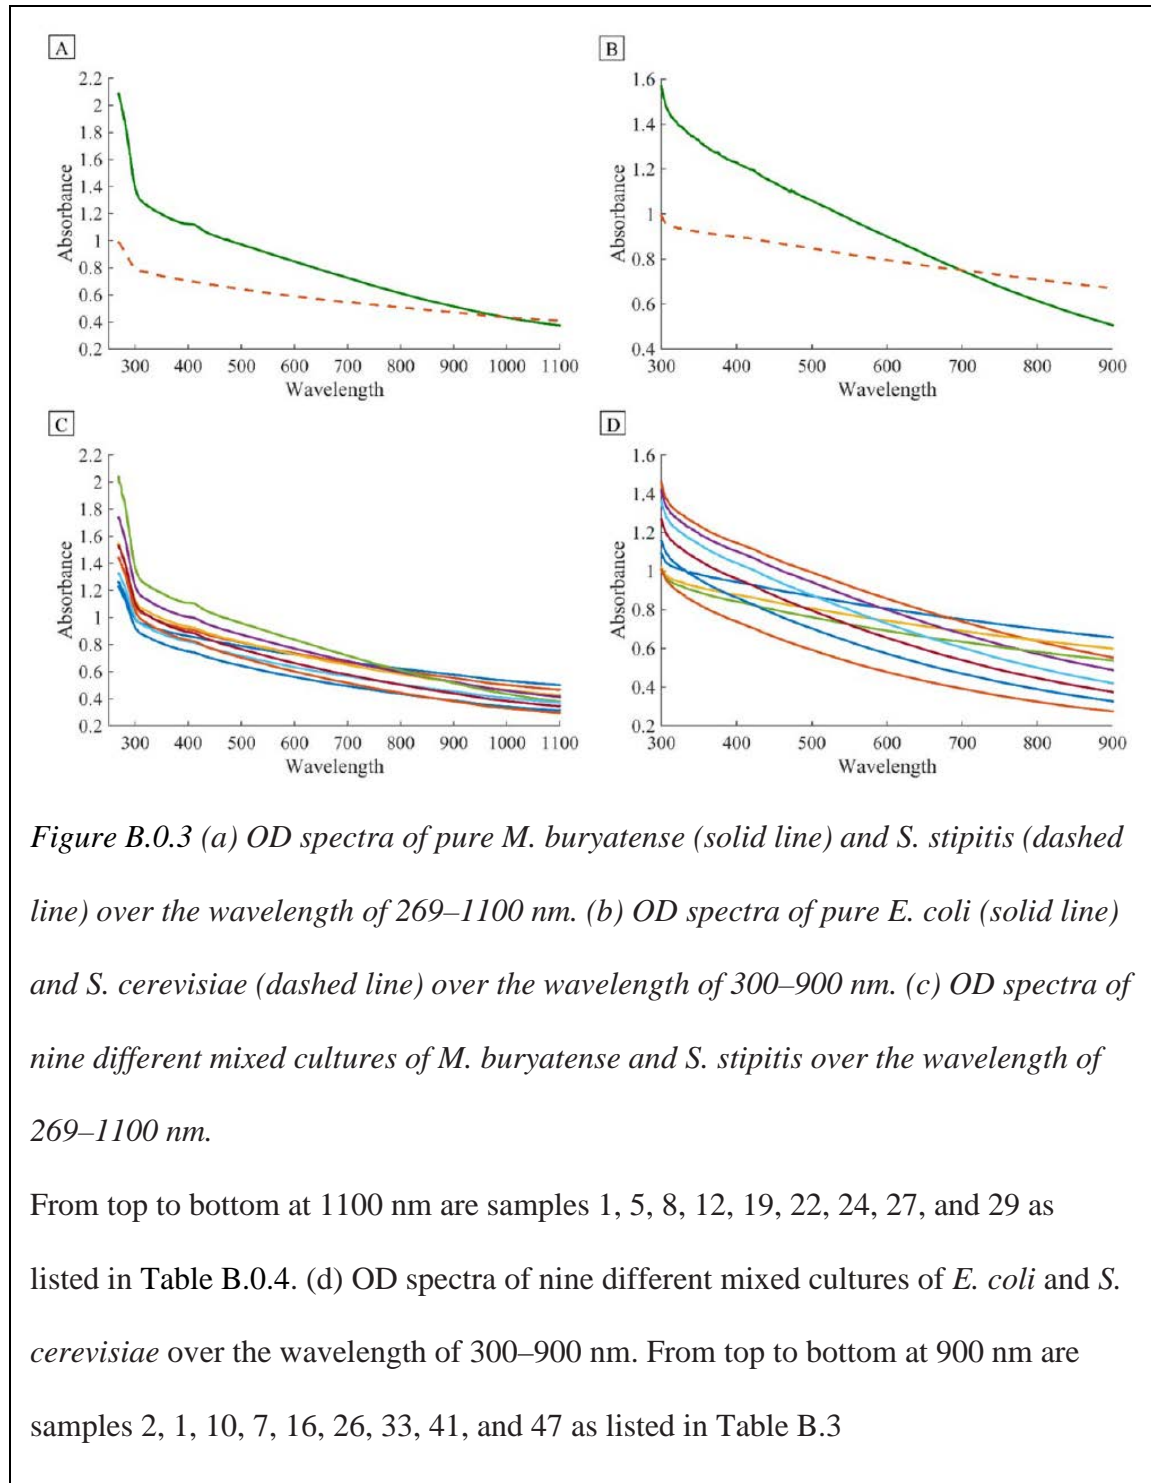 A
2.2
2
1.8
1.6
1.4
1.2
1
0.8
0.6
0.4
0.2
Absorbance
300 400 500 600 700 800 900 1000 1100
Wavelength
B
1.6
1.4
1.2
1
0.8
0.6
0.4
Absorbance
300 400 500 600 700 800 900
Wavelength
C
2.2
2
1.8
1.6
1.4
1.2
1
0.8
0.6
0.4
0.2
Absorbance
300 400 500 600 700 800 900 1000 1100
Wavelength
D
1.6
1.4
1.2
1
0.8
0.6
0.4
0.2
Absorbance
300 400 500 600 700 800 900
Wavelength
Figure B.0.3 (a) OD spectra of pure M. buryatense (solid line) and S. stipitis (dashed
line) over the wavelength of 269–1100 nm. (b) OD spectra of pure E. coli (solid line)
and S. cerevisiae (dashed line) over the wavelength of 300–900 nm. (c) OD spectra of
nine different mixed cultures of M. buryatense and S. stipitis over the wavelength of
269–1100 nm.
From top to bottom at 1100 nm are samples 1, 5, 8, 12, 19, 22, 24, 27, and 29 as
listed in Table B.0.4. (d) OD spectra of nine different mixed cultures of E. coli and S.
cerevisiae over the wavelength of 300–900 nm. From top to bottom at 900 nm are
samples 2, 1, 10, 7, 16, 26, 33, 41, and 47 as listed in Table B.3